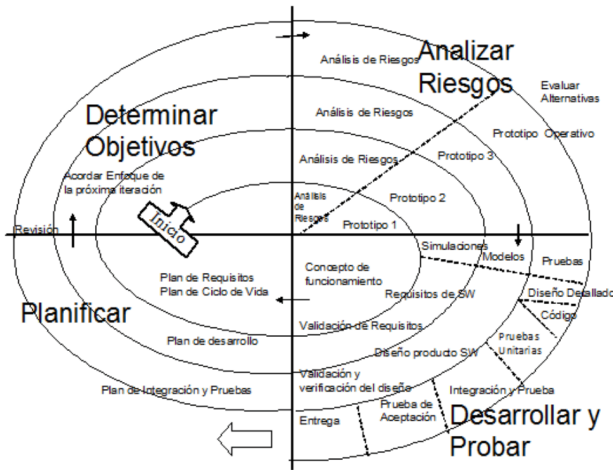 Analizar
Riesgos
Análisis de Riesgos
Evaluar
Alternativas
Determinar
Objetivos
Análisis de Riesgos
Prototipo Operativo
Análisis de Riesgos
Prototipo 3
Acordar Enfoque de
la próxima iteración
Análisis
de
Riesgos
Prototipo 2
Inicio
Prototipo 1
Revisión
Simulaciones
Modelos
Pruebas
Plan de Requisitos
Plan de Ciclo de Vida
Concepto de
funcionamiento
Requisitos de SW
Diseño Detallado
Planificar
Código
Validación de Requisitos
Plan de desarrollo
Diseño producto SW
Pruebas
Unitarias
Plan de Integración y Pruebas
Validación y
verificación del diseño
Integración y Prueba
Prueba de
Aceptación
Entrega
Desarrollar y
Probar